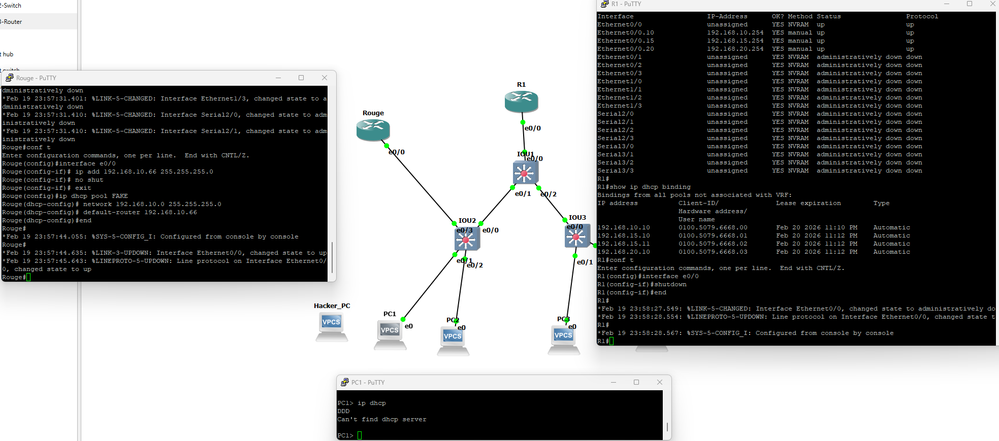 2-Switch
3-Router
t hub
t switch
Rouge - PuTTY
dministratively down
*Feb 19 23:57:31.401: %LINK-5-CHANGED: Interface Ethernet1/3, changed state to a
dministratively down
*Feb 19 23:57:31.410: %LINK-5-CHANGED: Interface Serial2/0, changed state to adm
inistratively down
*Feb 19 23:57:31.410: %LINK-5-CHANGED: Interface Serial2/1, changed state to adm
inistratively down
Rouge#conf t
Enter configuration commands, one per line.  End with CNTL/Z.
Rouge(config)#interface e0/0
Rouge(config-if)# ip add 192.168.10.66 255.255.255.0
Rouge(config-if)# no shut
Rouge(config-if)# exit
Rouge(config)#ip dhcp pool FAKE
Rouge(dhcp-config)# network 192.168.10.0 255.255.255.0
Rouge(dhcp-config)# default-router 192.168.10.66
Rouge(dhcp-config)#end
Rouge#
*Feb 19 23:57:44.055: %SYS-5-CONFIG_I: Configured from console by console
Rouge#
*Feb 19 23:57:44.635: %LINK-3-UPDOWN: Interface Ethernet0/0, changed state to up
*Feb 19 23:57:45.643: %LINEPROTO-5-UPDOWN: Line protocol on Interface Ethernet0/
0, changed state to up
Rouge#
Rouge
e0/0
R1
e0/0
IOU1
e0/0
e0/1
e0/2
IOU2
e0/3
e0/0
e0/1
e0/2
IOU3
e0/0
e0/1
Hacker_PC
VPCS
PC1
e0
VPCS
PC2
e0
VPCS
PC3
e0
VPCS
R1 - PuTTY
Interface IP-Address OK? Method Status Protocol
Ethernet0/0 unassigned YES NVRAM up up
Ethernet0/0.10 192.168.10.254 YES manual up up
Ethernet0/0.15 192.168.15.254 YES manual up up
Ethernet0/0.20 192.168.20.254 YES manual up up
Ethernet0/1 unassigned YES NVRAM administratively down down
Ethernet0/2 unassigned YES NVRAM administratively down down
Ethernet0/3 unassigned YES NVRAM administratively down down
Ethernet1/0 unassigned YES NVRAM administratively down down
Ethernet1/1 unassigned YES NVRAM administratively down down
Ethernet1/2 unassigned YES NVRAM administratively down down
Ethernet1/3 unassigned YES NVRAM administratively down down
Serial2/0 unassigned YES NVRAM administratively down down
Serial2/1 unassigned YES NVRAM administratively down down
Serial2/2 unassigned YES NVRAM administratively down down
Serial2/3 unassigned YES NVRAM administratively down down
Serial3/0 unassigned YES NVRAM administratively down down
Serial3/1 unassigned YES NVRAM administratively down down
Serial3/2 unassigned YES NVRAM administratively down down
Serial3/3 unassigned YES NVRAM administratively down down
R1#
R1#show ip dhcp binding
Bindings from all pools not associated with VRF:
IP address Client-ID/ Lease expiration Type
Hardware address/
User name
192.168.10.10 0100.5079.6668.00 Feb 20 2026 11:10 PM Automatic
192.168.15.10 0100.5079.6668.01 Feb 20 2026 11:12 PM Automatic
192.168.15.11 0100.5079.6668.02 Feb 20 2026 11:12 PM Automatic
192.168.20.10 0100.5079.6668.03 Feb 20 2026 11:12 PM Automatic
R1#conf t
Enter configuration commands, one per line.  End with CNTL/Z.
R1(config)#interface e0/0
R1(config-if)#shutdown
R1(config-if)#end
R1#
*Feb 19 23:58:27.549: %LINK-5-CHANGED: Interface Ethernet0/0, changed state to administratively do
*Feb 19 23:58:28.554: %LINEPROTO-5-UPDOWN: Line protocol on Interface Ethernet0/0, changed state t
R1#
*Feb 19 23:58:28.567: %SYS-5-CONFIG_I: Configured from console by console
R1#
PC1 - PuTTY
PC1> ip dhcp
DDD
Can't find dhcp server
PC1>